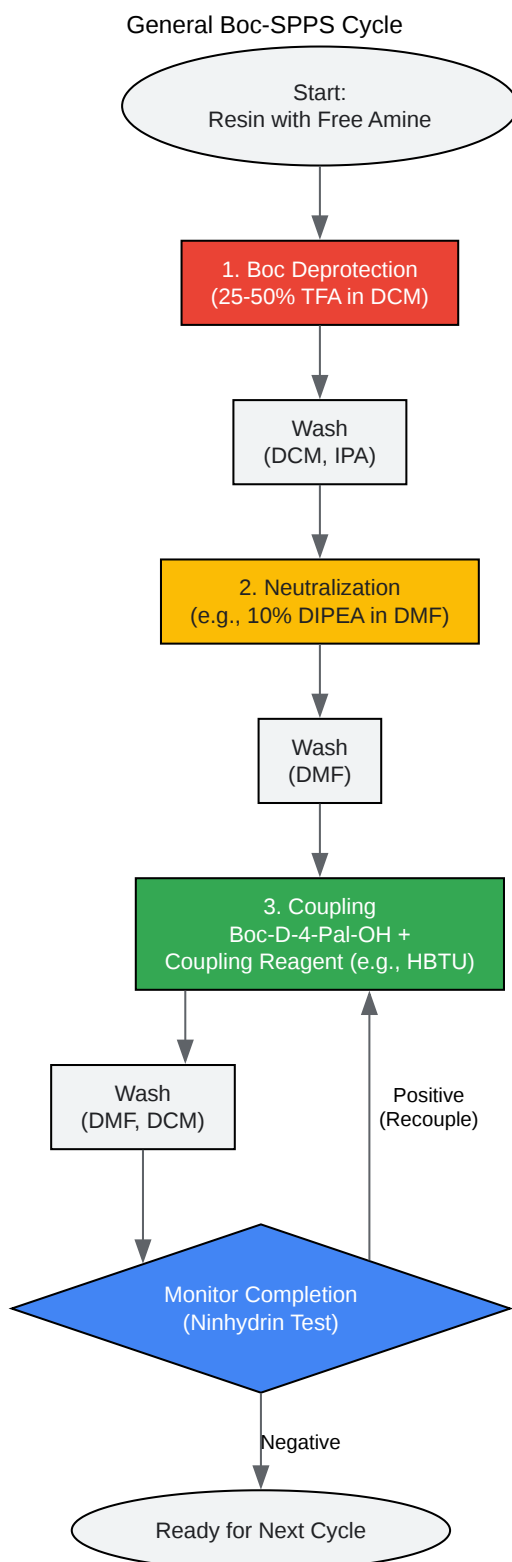 General Boc-SPPS Cycle
Start:
Resin with Free Amine
1. Boc Deprotection
(25-50% TFA in DCM)
Wash
(DCM, IPA)
2. Neutralization
(e.g., 10% DIPEA in DMF)
Wash
(DMF)
3. Coupling
Boc-D-4-Pal-OH +
Coupling Reagent (e.g., HBTU)
Wash
(DMF, DCM)
Positive
(Recouple)
Monitor Completion
(Ninhydrin Test)
Negative
Ready for Next Cycle